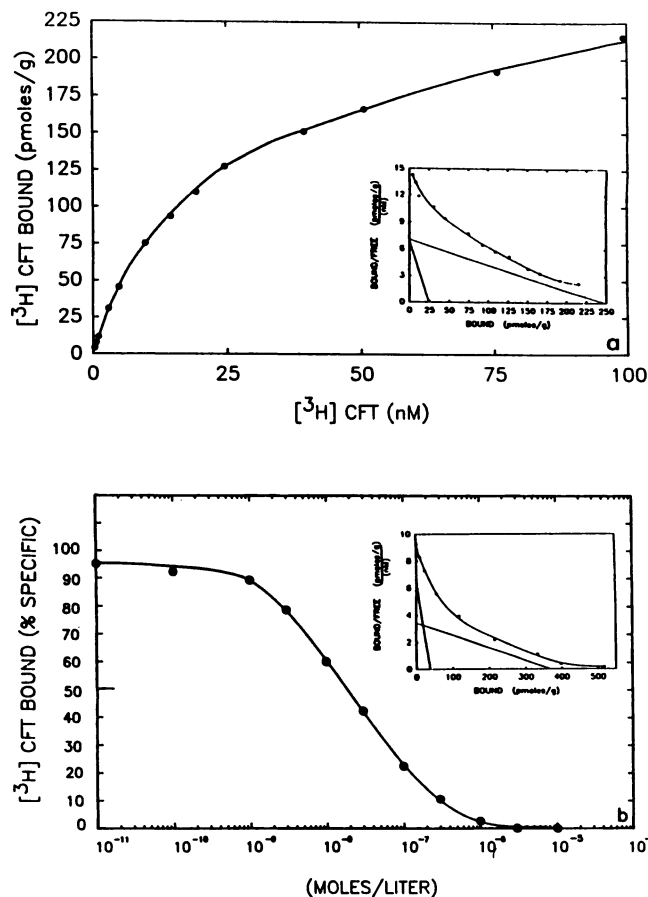 225
200
175
150
125
100
75
50
25
0
[³H] CFT BOUND (pmoles/g)
0 25 50 75 100
[³H] CFT (nM)
15
12
9
6
3
0
BOUND/FREE (pmoles/g)
(nM)
0 25 50 75 100 125 150 175 200 225 250
BOUND (pmoles/g)
a
100
90
80
70
60
50
40
30
20
10
0
[³H] CFT BOUND (% SPECIFIC)
10⁻¹¹ 10⁻¹⁰ 10⁻⁹ 10⁻⁸ 10⁻⁷ 10⁻⁶ 10⁻⁵
(MOLES/LITER)
10
8
6
4
2
0
BOUND/FREE (pmoles/g)
(nM)
0 100 200 300 400 500
BOUND (pmoles/g)
b